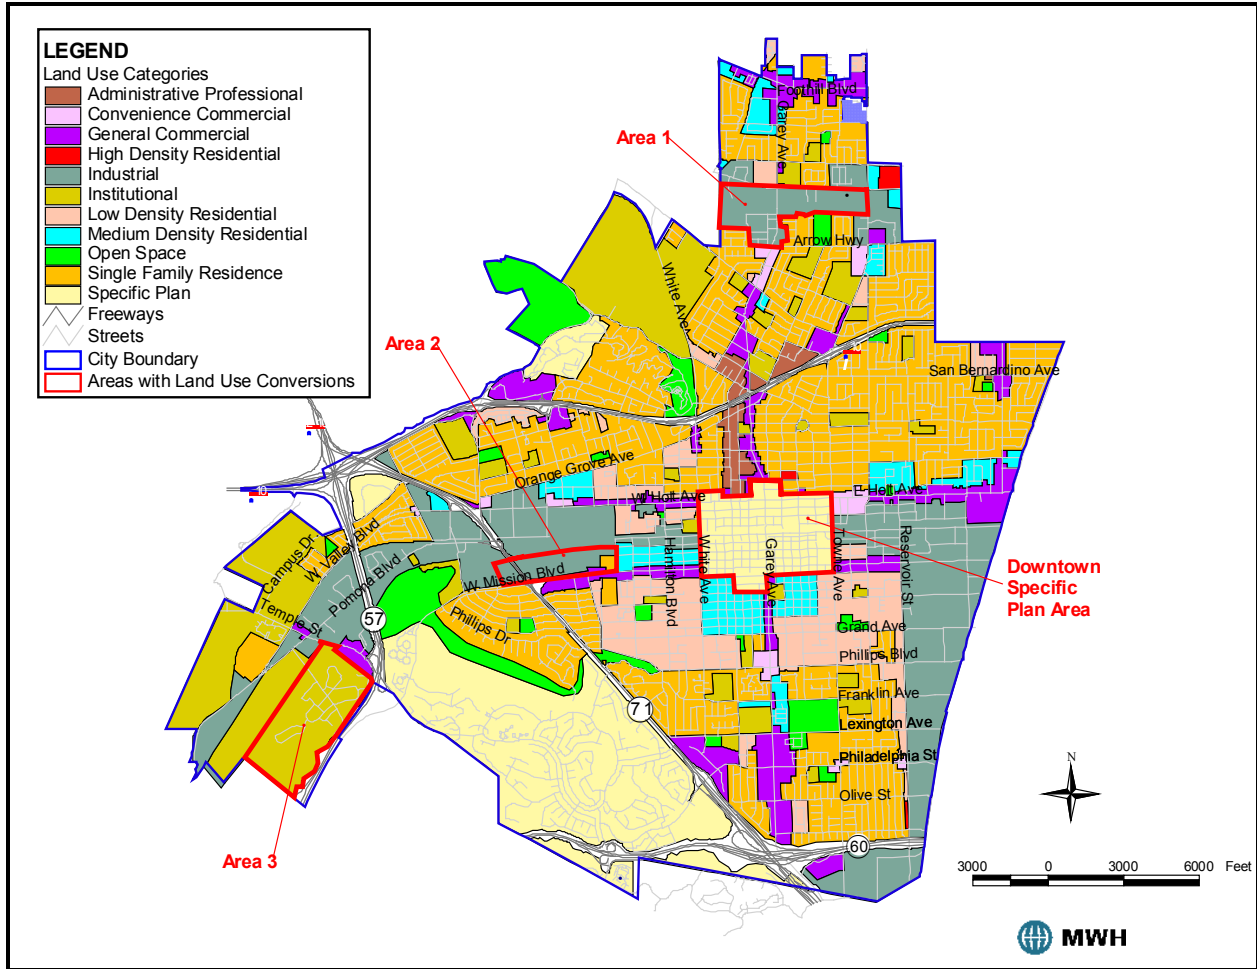 LEGEND
Land Use Categories
Administrative Professional
Convenience Commercial
General Commercial
High Density Residential
Industrial
Institutional
Low Density Residential
Medium Density Residential
Open Space
Single Family Residence
Specific Plan
Freeways
Streets
City Boundary
Areas with Land Use Conversions
Foothill Blvd
Garey Ave
Area 1
Arrow Hwy
White Ave
Area 2
San Bernardino Ave
Orange Grove Ave
W Holt Ave
E Holt Ave
Campus Dr.
W Valley Blvd
Pomona Blvd
Temple St
57
W. Mission Blvd
Phillips Dr
Hamilton Blvd
White Ave
Garey Ave
Towne Ave
Reservoir St
Downtown
Specific
Plan Area
Grand Ave
Phillips Blvd
Franklin Ave
71
Lexington Ave
Philadelphia St
Olive St
N
Area 3
60
3000 0 3000 6000 Feet
MWH